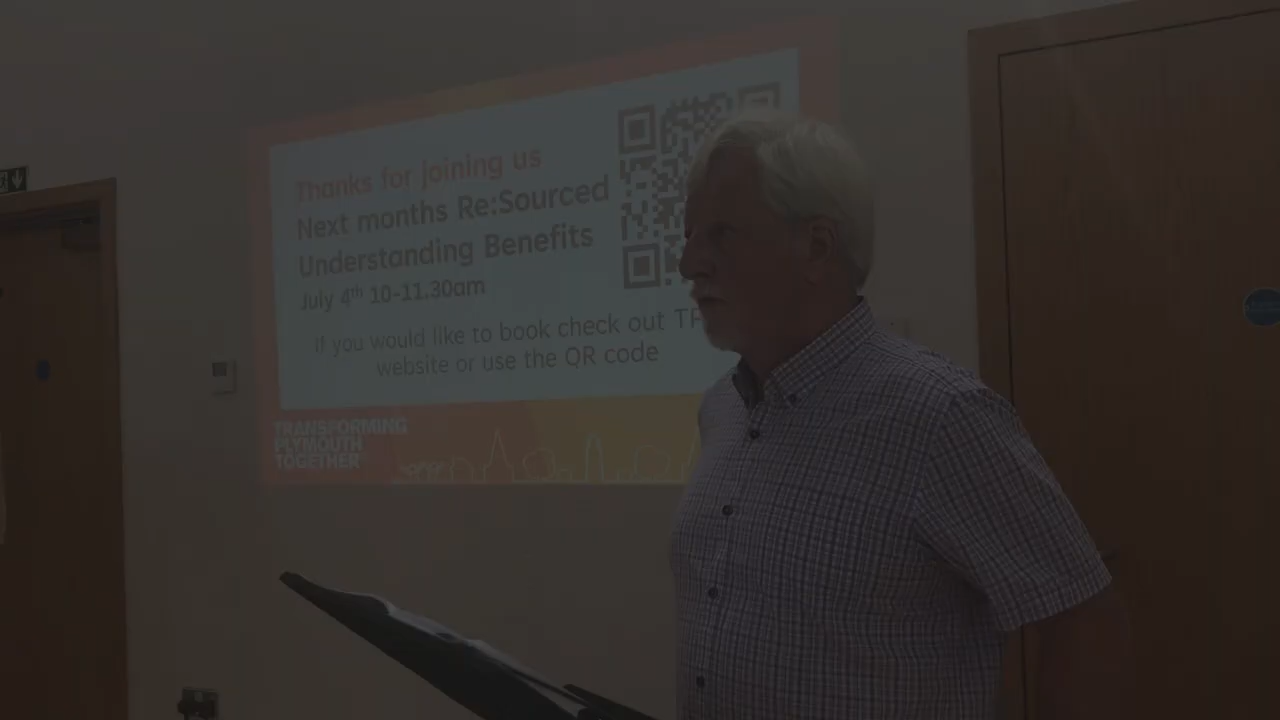 Thanks for joining us
Next months Re:Sourced
Understanding Benefits
July 4th 10-11.30am
If you would like to book check out
website or use the QR code
TRANSFORMING
PLYMOUTH
TOGETHER